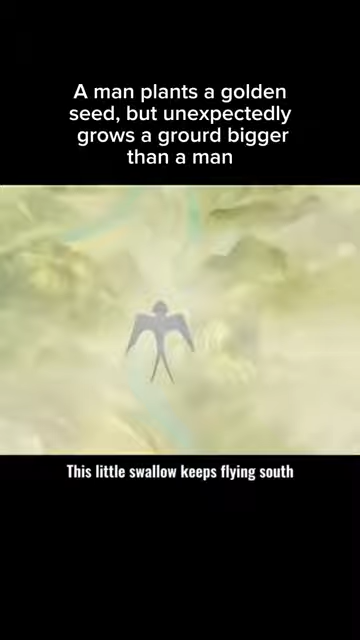 A man plants a golden
seed, but unexpectedly
grows a grourd bigger
than a man
This little swallow keeps flying south